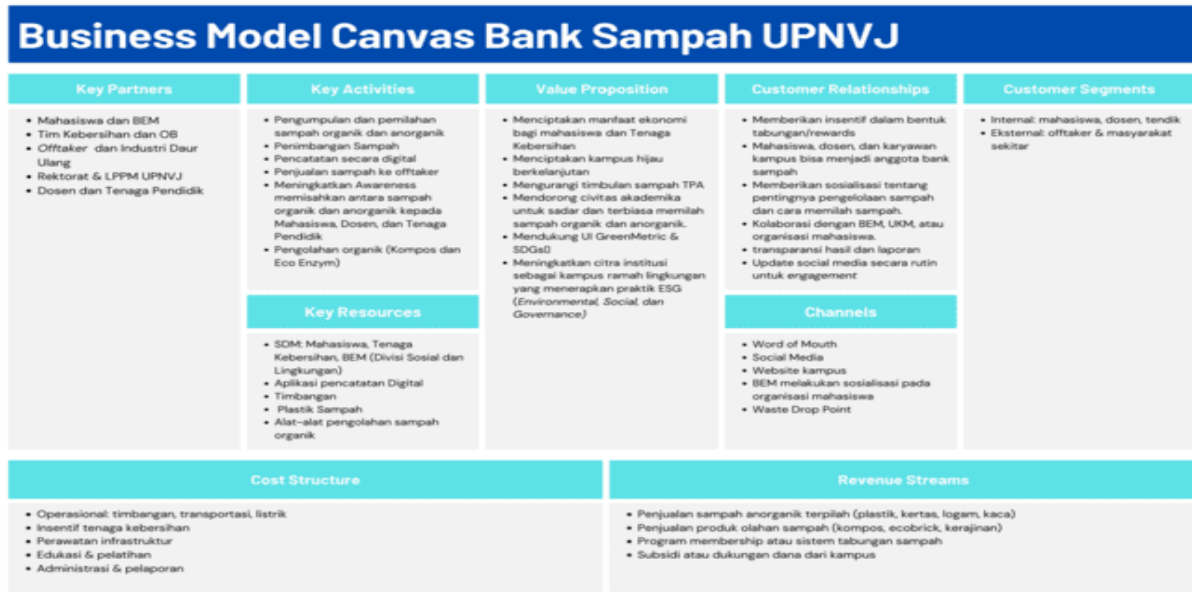 Business Model Canvas Bank Sampah UPNVJ
Key Partners
• Mahasiswa dan BEM
• Tim Kebersihan dan OB
• Offtaker dan Industri Daur
Ulang
• Rektorat & LPPM UPNVJ
• Dosen dan Tenaga Pendidik
Key Activities
• Pengumpulan dan pemilahan
sampah organik dan anorganik
• Penimbangan Sampah
• Pencatatan secara digital
• Penjualan sampah ke offtaker
• Meningkatkan Awareness
memisahkan antara sampah
organik dan anorganik kepada
Mahasiswa, Dosen, dan Tenaga
Pendidik
• Pengolahan organik (Kompos dan
Eco Enzym)
Key Resources
• SDM: Mahasiswa, Tenaga
Kebersihan, BEM (Divisi Sosial dan
Lingkungan)
• Aplikasi pencatatan Digital
• Timbangan
• Plastik Sampah
• Alat-alat pengolahan sampah
organik
Value Proposition
• Menciptakan manfaat ekonomi
bagi mahasiswa dan Tenaga
Kebersihan
• Menciptakan kampus hijau
berkelanjutan
• Mengurangi timbulan sampah TPA
• Mendorong civitas akademika
untuk sadar dan terbiasa memilah
sampah organik dan anorganik.
• Mendukung UI GreenMetric &
SDGs
• Meningkatkan citra institusi
sebagai kampus ramah lingkungan
yang menerapkan praktik ESG
(Environmental, Social, dan
Governance)
Customer Relationships
• Memberikan insentif dalam bentuk
tabungan/rewards
• Mahasiswa, dosen, dan karyawan
kampus bisa menjadi anggota bank
sampah
• Memberikan sosialisasi tentang
pentingnya pengelolaan sampah
dan cara memilah sampah.
• Kolaborasi dengan BEM, UKM, atau
organisasi mahasiswa.
• transparansi hasil dan laporan
• Update social media secara rutin
untuk engagement
Channels
• Word of Mouth
• Social Media
• Website kampus
• BEM melakukan sosialisasi pada
organisasi mahasiswa
• Waste Drop Point
Customer Segments
• Internal: mahasiswa, dosen, tendik
• Eksternal: offtaker & masyarakat
sekitar
Cost Structure
• Operasional: timbangan, transportasi, listrik
• Insentif tenaga kebersihan
• Perawatan infrastruktur
• Edukasi & pelatihan
• Administrasi & pelaporan
Revenue Streams
• Penjualan sampah anorganik terpilah (plastik, kertas, logam, kaca)
• Penjualan produk olahan sampah (kompos, ecobrick, kerajinan)
• Program membership atau sistem tabungan sampah
• Subsidi atau dukungan dana dari kampus